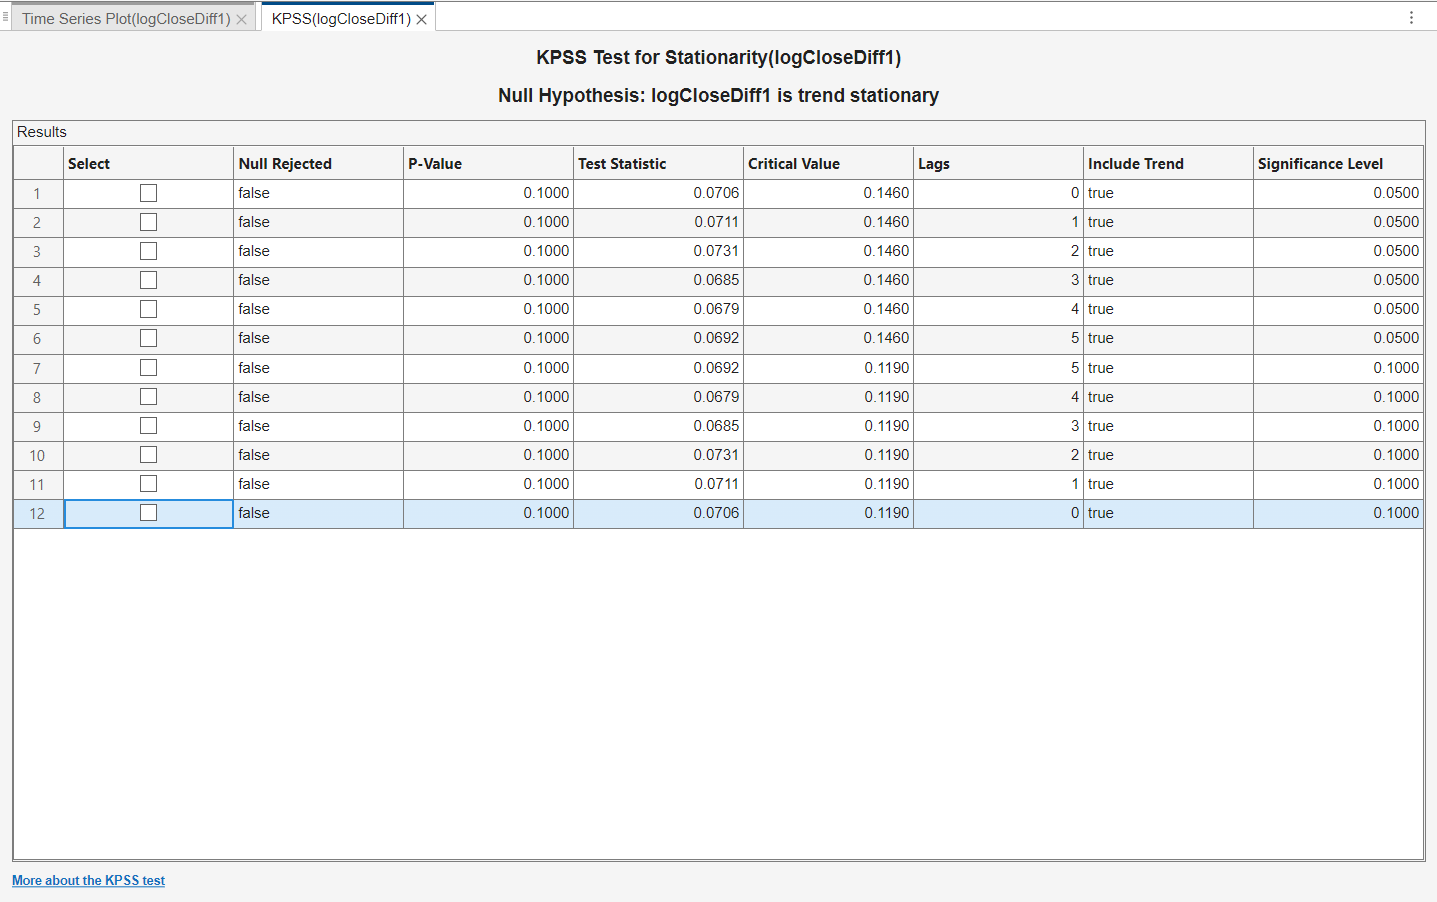 Time Series Plot(logCloseDiff1)
KPSS(logCloseDiff1)
KPSS Test for Stationarity(logCloseDiff1)
Null Hypothesis: logCloseDiff1 is trend stationary
Results
Select Null Rejected P-Value Test Statistic Critical Value Lags Include Trend Significance Level
1 false 0.1000 0.0706 0.1460 0 true 0.0500
2 false 0.1000 0.0711 0.1460 1 true 0.0500
3 false 0.1000 0.0731 0.1460 2 true 0.0500
4 false 0.1000 0.0685 0.1460 3 true 0.0500
5 false 0.1000 0.0679 0.1460 4 true 0.0500
6 false 0.1000 0.0692 0.1460 5 true 0.0500
7 false 0.1000 0.0692 0.1190 5 true 0.1000
8 false 0.1000 0.0679 0.1190 4 true 0.1000
9 false 0.1000 0.0685 0.1190 3 true 0.1000
10 false 0.1000 0.0731 0.1190 2 true 0.1000
11 false 0.1000 0.0711 0.1190 1 true 0.1000
12 false 0.1000 0.0706 0.1190 0 true 0.1000
More about the KPSS test